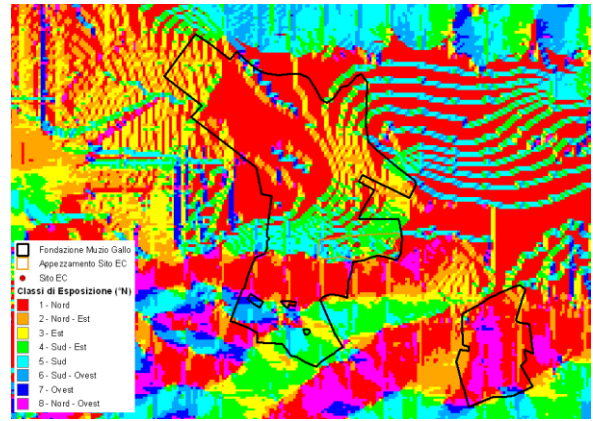 Fondazione Muzio Gallo
Appezzamento Sito EC
Sito EC
Classi di Esposizione (°N)
1 - Nord
2 - Nord - Est
3 - Est
4 - Sud - Est
5 - Sud
6 - Sud - Ovest
7 - Ovest
8 - Nord - Ovest